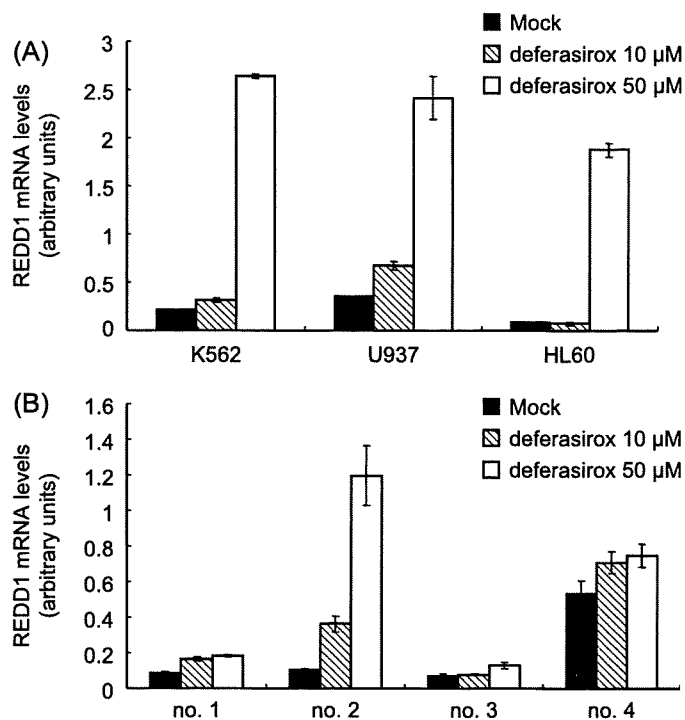 (A)
Mock
deferasirox 10 µM
deferasirox 50 µM
REDD1 mRNA levels
(arbitrary units)
3
2.5
2
1.5
1
0.5
0
K562 U937 HL60
(B)
Mock
deferasirox 10 µM
deferasirox 50 µM
REDD1 mRNA levels
(arbitrary units)
1.6
1.4
1.2
1.0
0.8
0.6
0.4
0.2
0
no. 1 no. 2 no. 3 no. 4